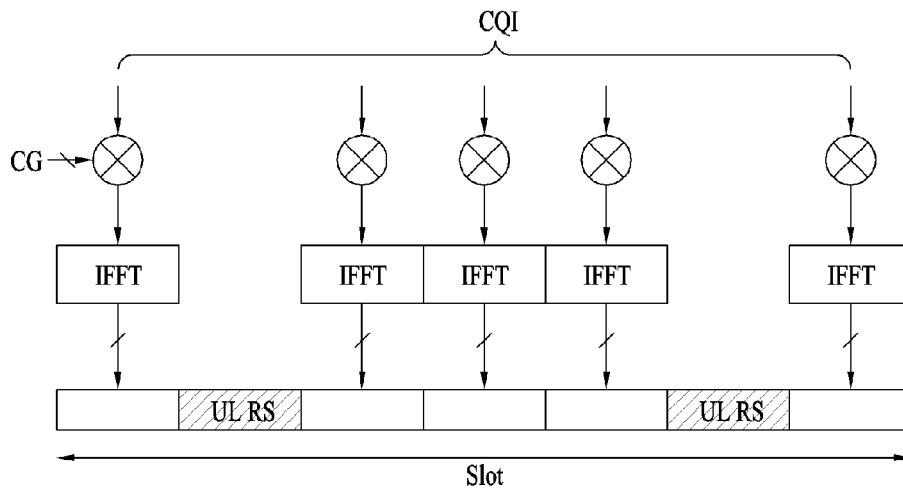 CQI
CG
IFFT IFFT IFFT IFFT IFFT
UL RS UL RS
Slot